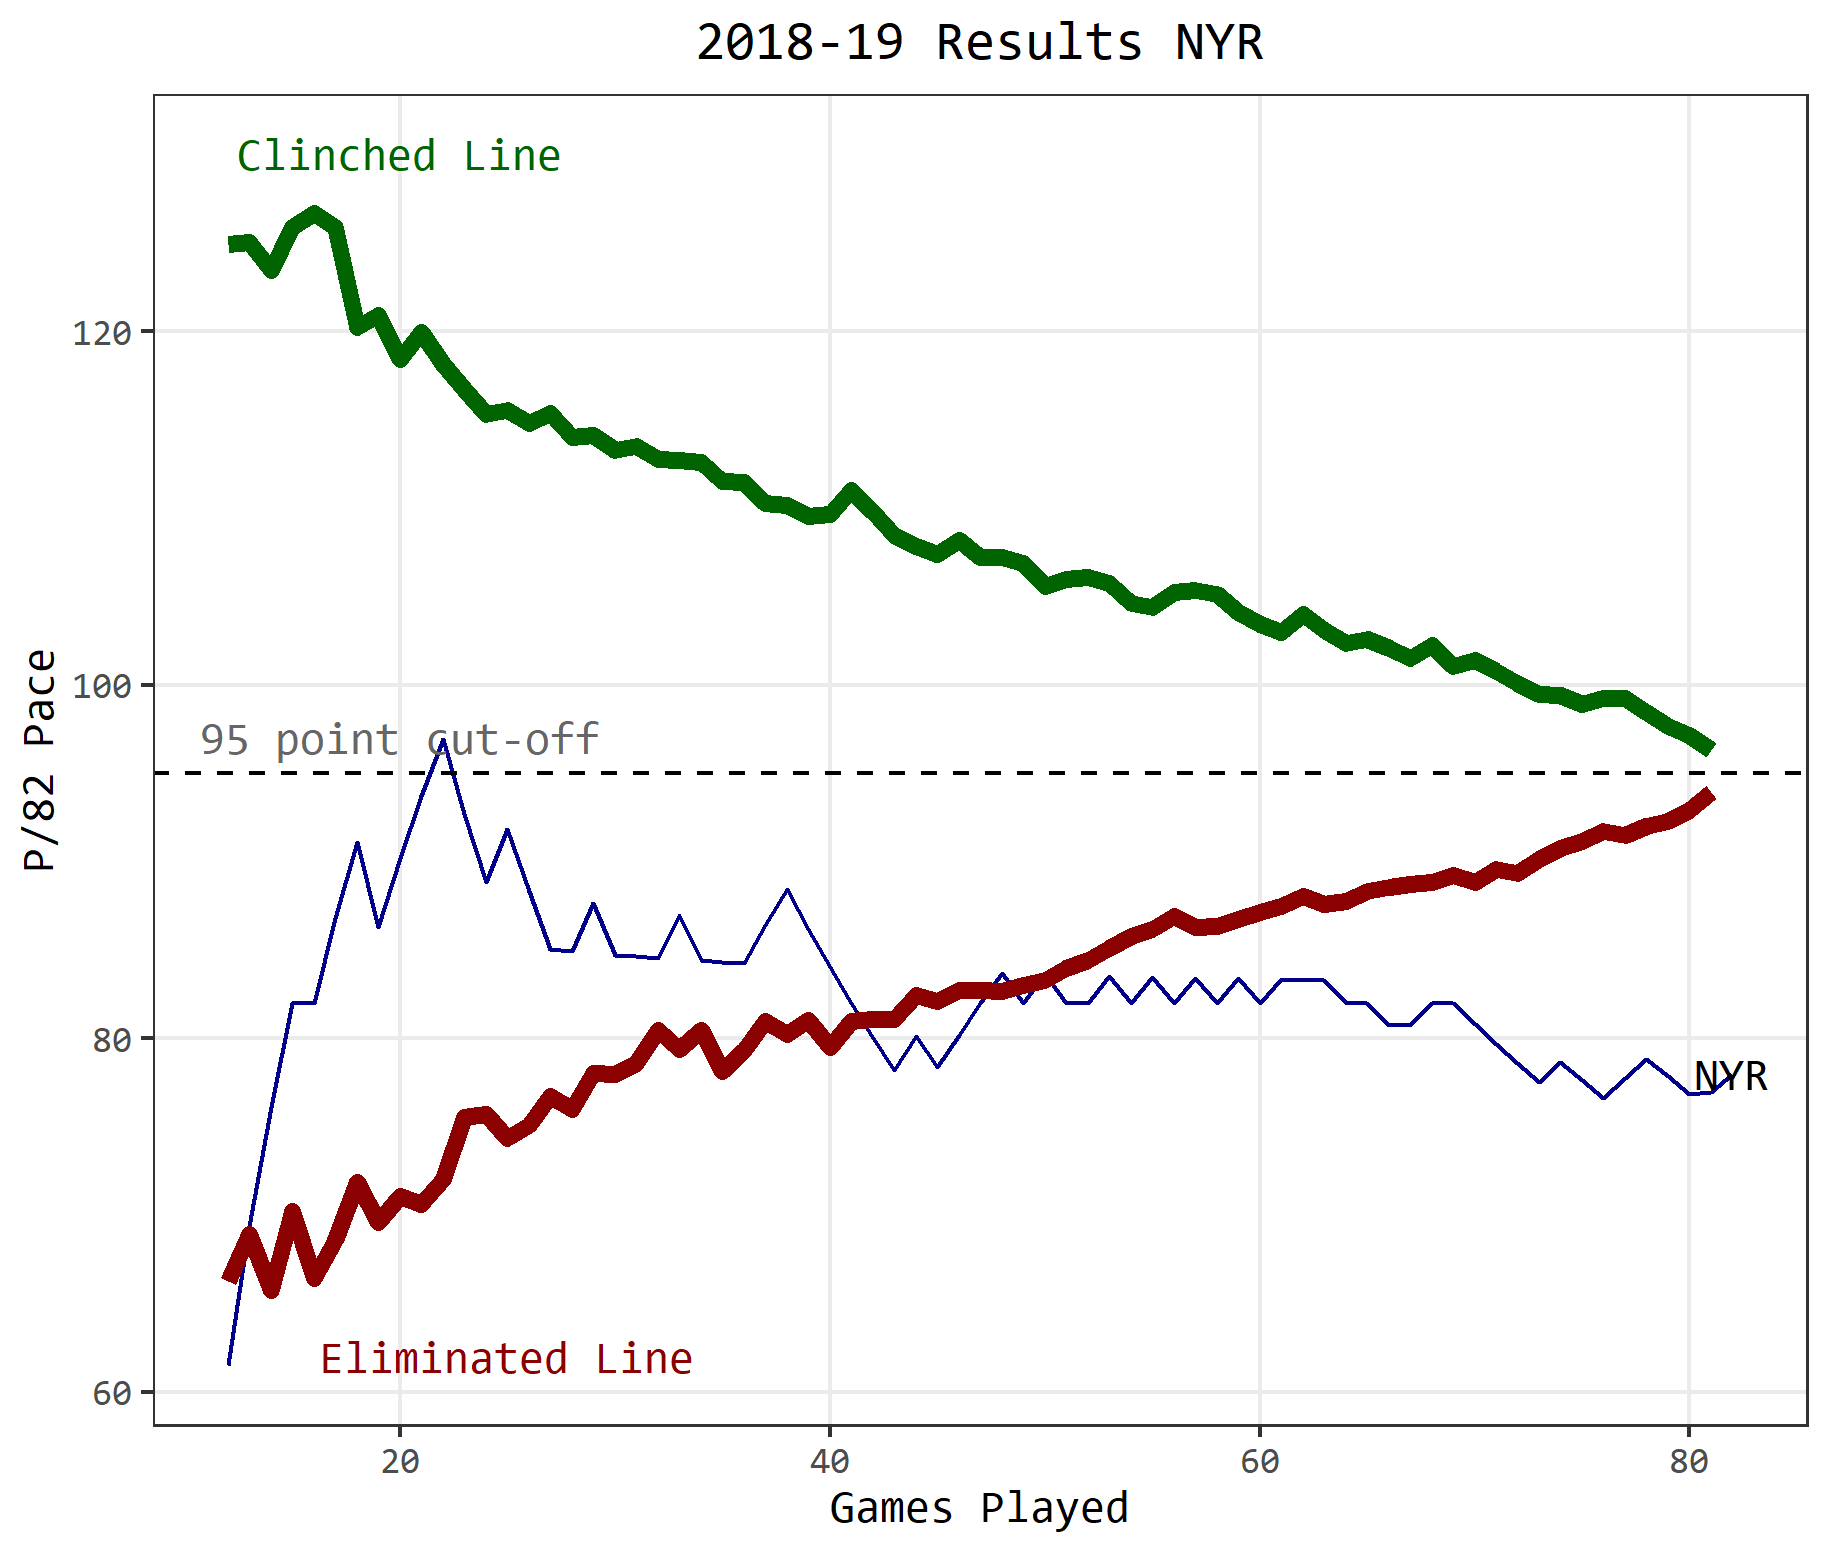 2018-19 Results NYR
Clinched Line
120
100
95 point cut-off
P/82 Pace
80
NYR
Eliminated Line
60
20 40 60 80
Games Played